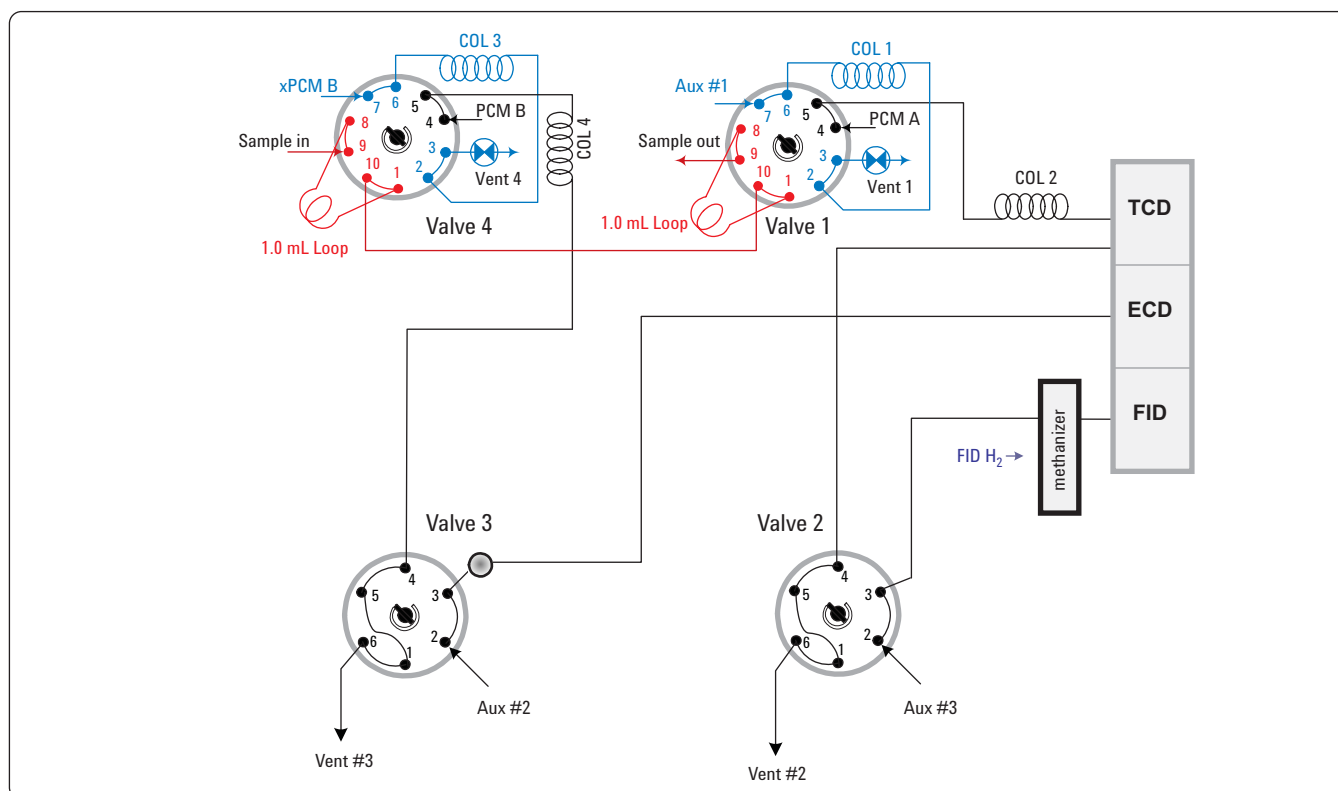 COL 3
COL 1
xPCM B
5
6
7
4
PCM B
8
3
Sample in
9
2
10
1
Vent 4
COL 4
Valve 4
1.0 mL Loop
Aux #1
5
6
7
4
PCM A
8
3
Sample out
9
2
10
1
Vent 1
Valve 1
1.0 mL Loop
COL 2
TCD
ECD
FID
methanizer
FID H₂
Valve 3
4
5
3
6
2
1
Aux #2
Vent #3
Valve 2
4
5
3
6
2
1
Aux #3
Vent #2